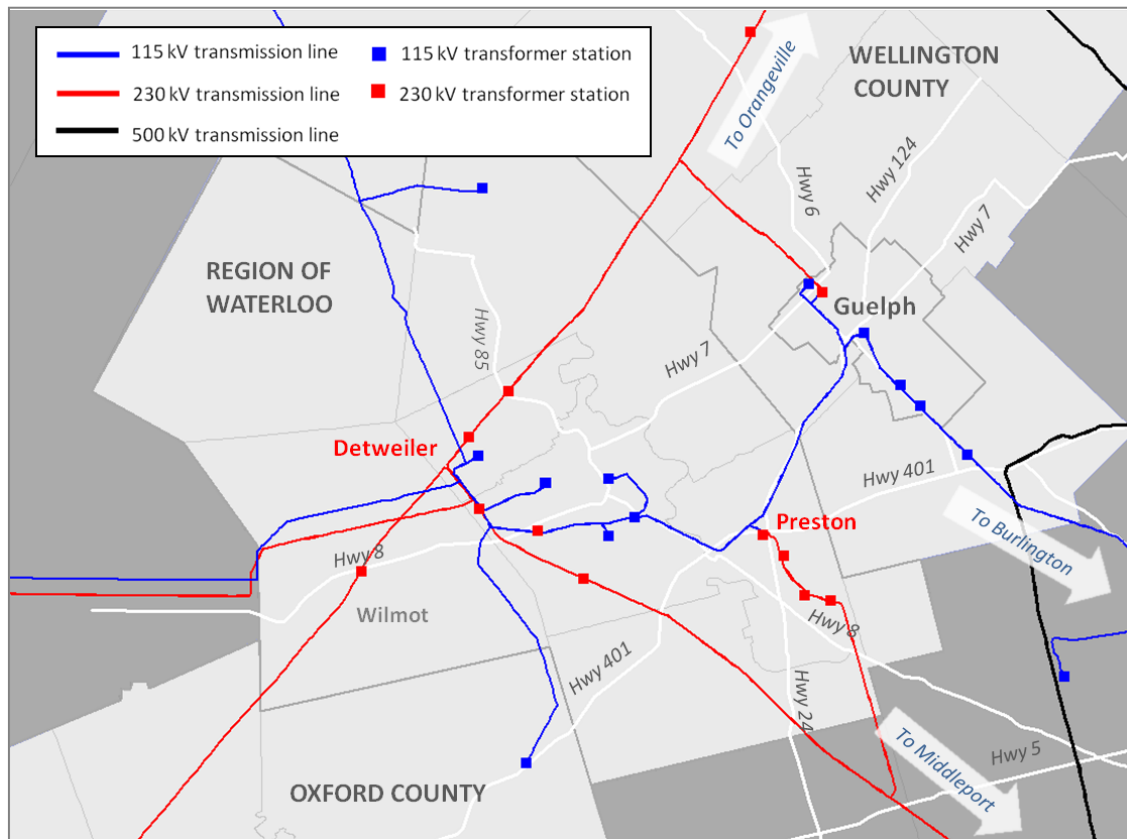 115 kV transmission line
115 kV transformer station
230 kV transmission line
230 kV transformer station
500 kV transmission line
To Orangeville
WELLINGTON
COUNTY
Hwy 124
Hwy 6
Hwy 7
REGION OF
WATERLOO
Guelph
Hwy 85
Hwy 7
Detweiler
Hwy 401
Preston
To Burlington
Hwy 8
Wilmot
Hwy 8
Hwy 401
Hwy 24
To Middleport
Hwy 5
OXFORD COUNTY